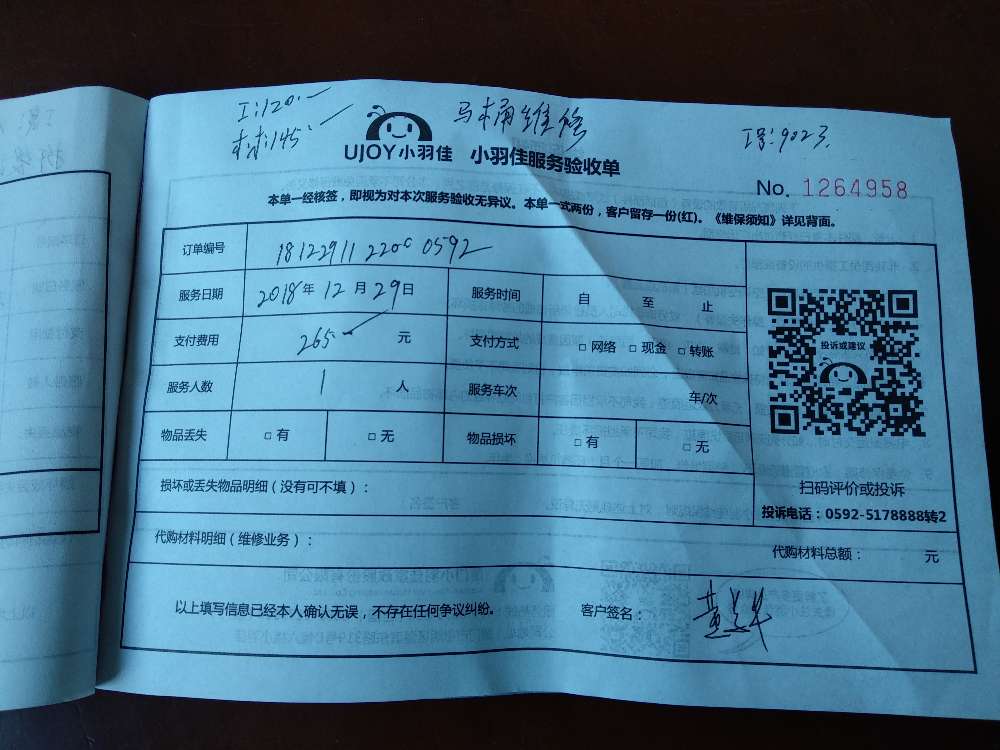 工:120.一
材:145.一
马桶维修
工号:9023.
UJOY小羽佳 小羽佳服务验收单
No. 1264958
本单一经核签，即视为对本次服务验收无异议。本单一式两份，客户留存一份(红)。《维保须知》详见背面。
订单编号 181229112200 0592
服务日期 2018年 12月 29日 服务时间 自 至 止
支付费用 265 元 支付方式 □ 网络 □ 现金 □ 转账
服务人数 1 人 服务车次 车/次
物品丢失 □ 有 □ 无 物品损坏 □ 有 □ 无
投诉或建议
扫码评价或投诉
投诉电话：0592-5178888转2
损坏或丢失物品明细（没有可不填）：
代购材料明细（维修业务）： 代购材料总额： 元
以上填写信息已经本人确认无误，不存在任何争议纠纷。 客户签名：